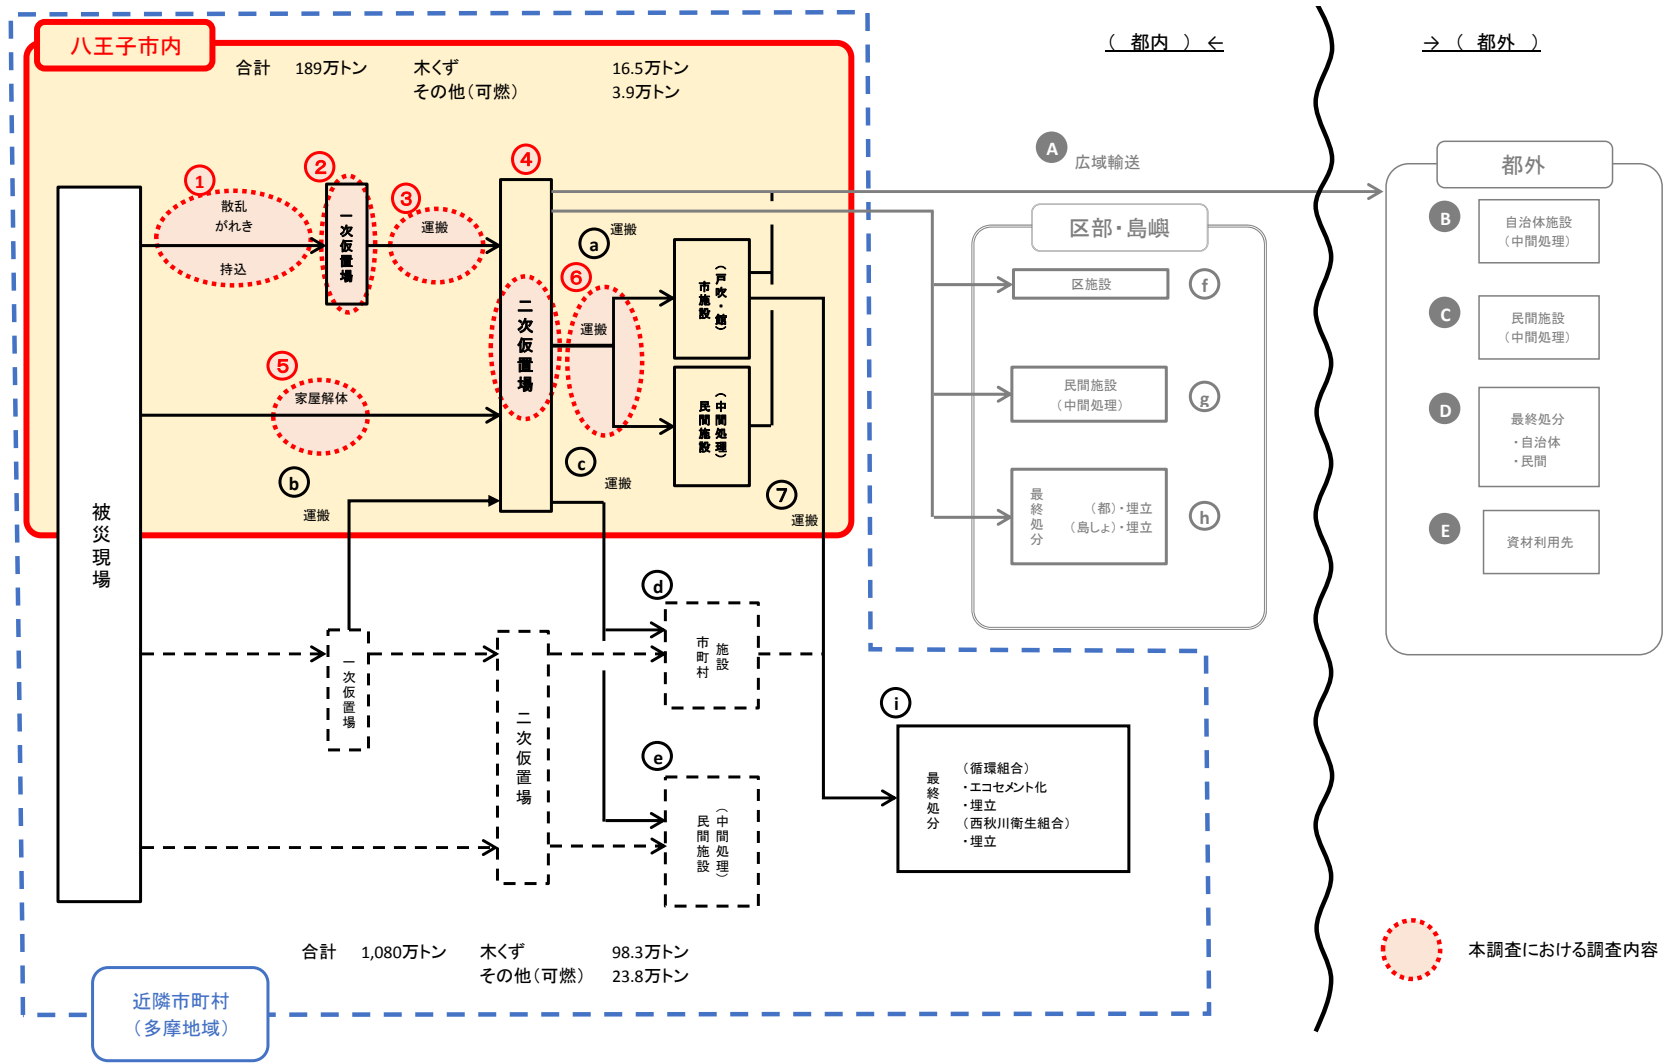 八王子市内
合計 189万トン 木くず 16.5万トン
その他(可燃) 3.9万トン
( 都内 ) ←
→ ( 都外 )
① 散乱
がれき
持込
②
一次仮置場
③
運搬
④
二次仮置場
⑤
家屋解体
⑥
運搬
a 運搬
市施設
(戸吹・館)
民間施設
(中間処理)
b
運搬
c
運搬
⑦
運搬
被災現場
A 広域輸送
区部・島嶼
区施設 f
民間施設
(中間処理) g
最終処分
(都)・埋立
(島しょ)・埋立
h
都外
B 自治体施設
(中間処理)
C 民間施設
(中間処理)
D 最終処分
・自治体
・民間
E 資材利用先
一次仮置場
二次仮置場
d
市町村
施設
e
民間施設
(中間処理)
i
最終処分
(循環組合)
・エコセメント化
・埋立
(西秋川衛生組合)
・埋立
合計 1,080万トン 木くず 98.3万トン
その他(可燃) 23.8万トン
近隣市町村
(多摩地域)
本調査における調査内容